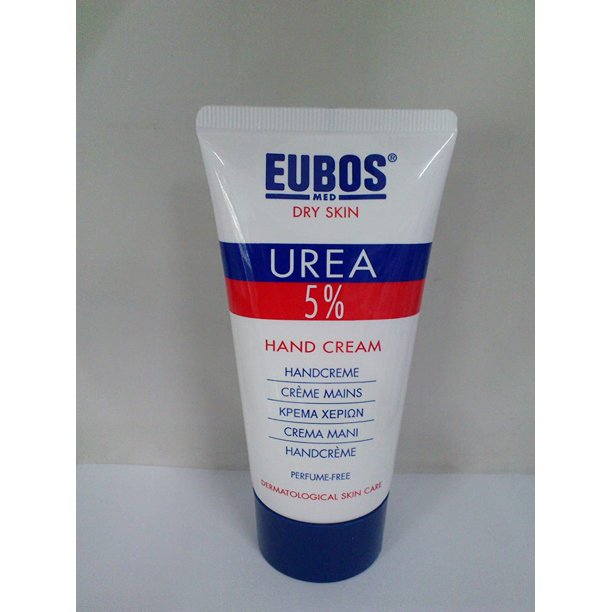 EUBOS®
MED
DRY SKIN
UREA
5%
HAND CREAM
HANDCREME
CRÈME MAINS
ΚΡΕΜΑ ΧΕΡΙΩΝ
CREMA MANI
HANDCRÈME
PERFUME-FREE
DERMATOLOGICAL SKIN CARE